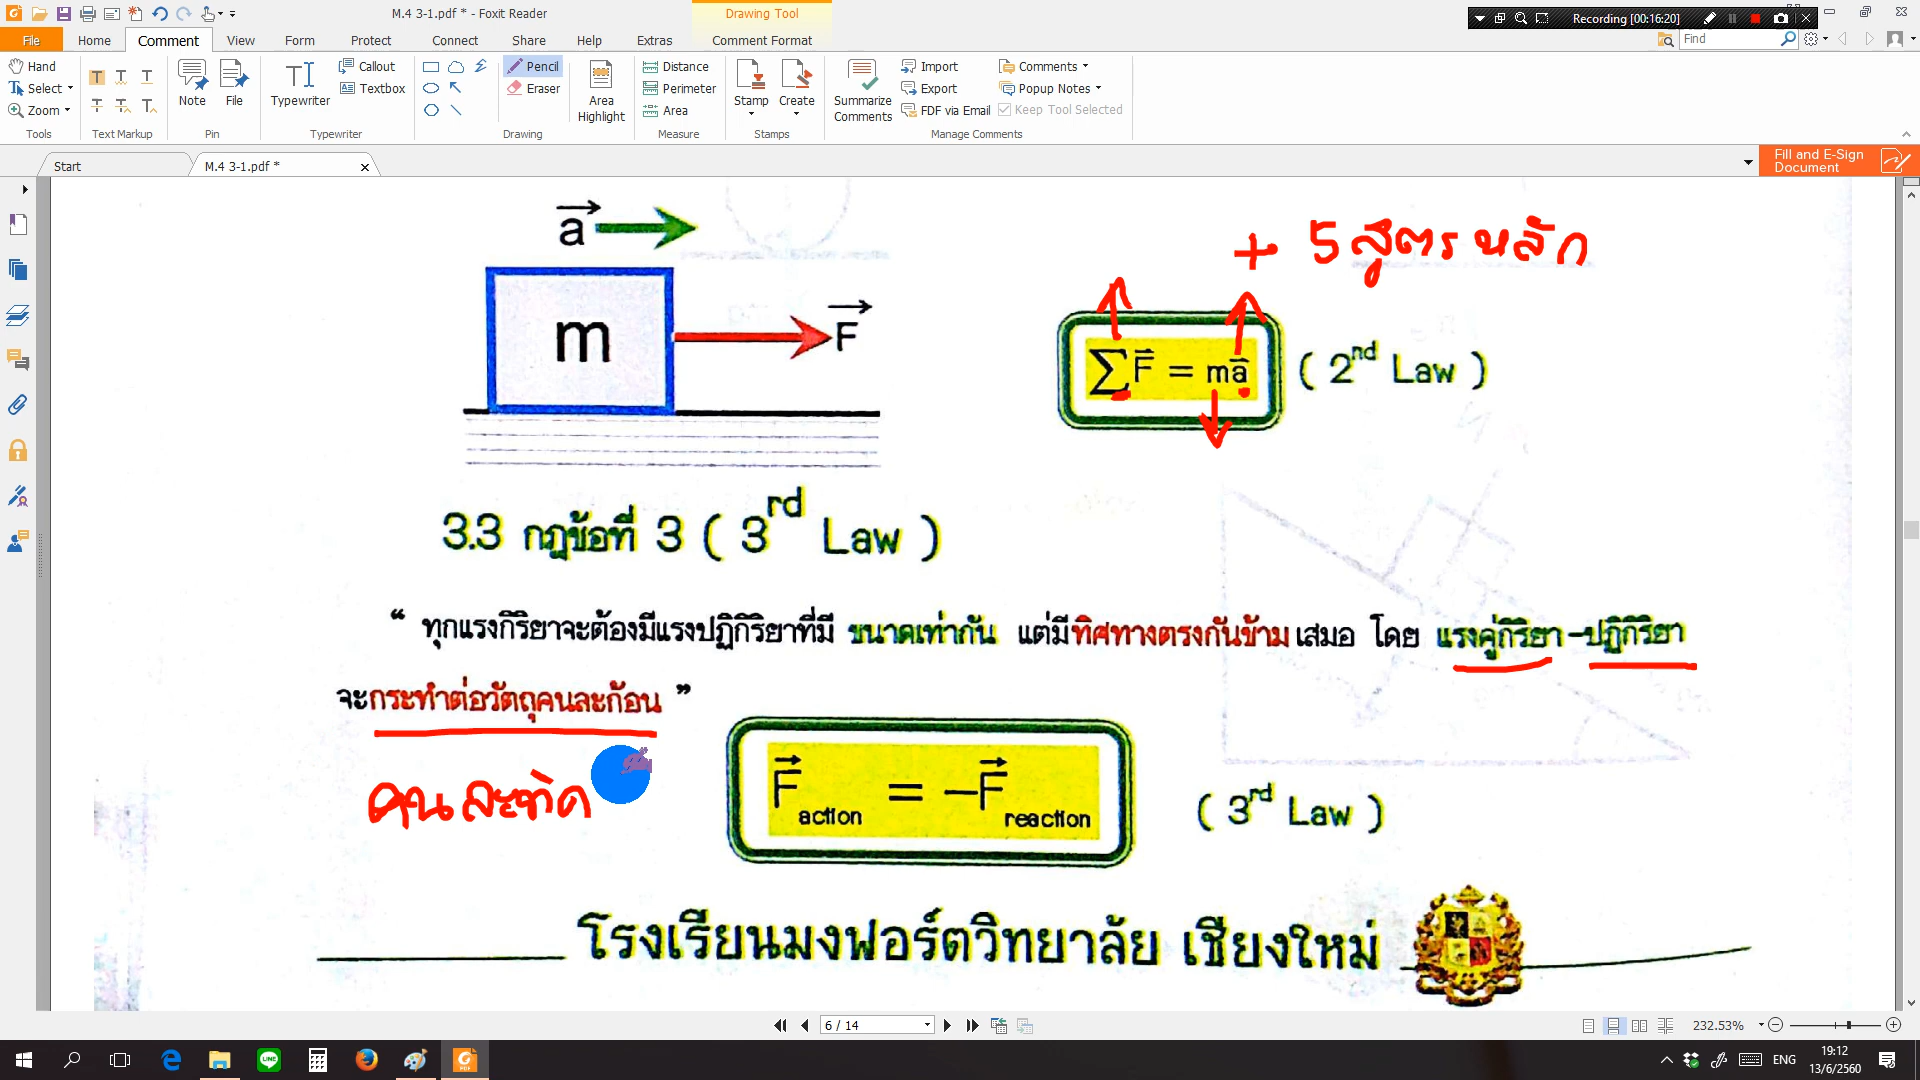 M.4 3-1.pdf * - Foxit Reader
Drawing Tool
Recording [00:16:20]
File Home Comment View Form Protect Connect Share Help Extras Comment Format
Find
Hand
Select
Zoom
Tools
Text Markup
Note
File
Pin
Typewriter
Callout
Textbox
Typewriter
Pencil
Eraser
Drawing
Area Highlight
Distance
Perimeter
Area
Measure
Stamp
Create
Stamps
Summarize Comments
Import
Export
FDF via Email
Comments
Popup Notes
Keep Tool Selected
Manage Comments
Start
M.4 3-1.pdf *
Fill and E-Sign Document
a
m
F
+ 5 สูตรหลัก
∑F = ma
( 2nd Law )
3.3 กฎข้อที่ 3 ( 3rd Law )
“ ทุกแรงกิริยาจะต้องมีแรงปฏิกิริยาที่มี ขนาดเท่ากัน แต่มีทิศทางตรงกันข้ามเสมอ โดย แรงคู่กิริยา-ปฏิกิริยา
จะกระทำต่อวัตถุคนละก้อน ”
คนละทิศ
F action = -F reaction
( 3rd Law )
โรงเรียนมงฟอร์ตวิทยาลัย เชียงใหม่
6 / 14
232.53%
ENG
19:12
13/6/2560